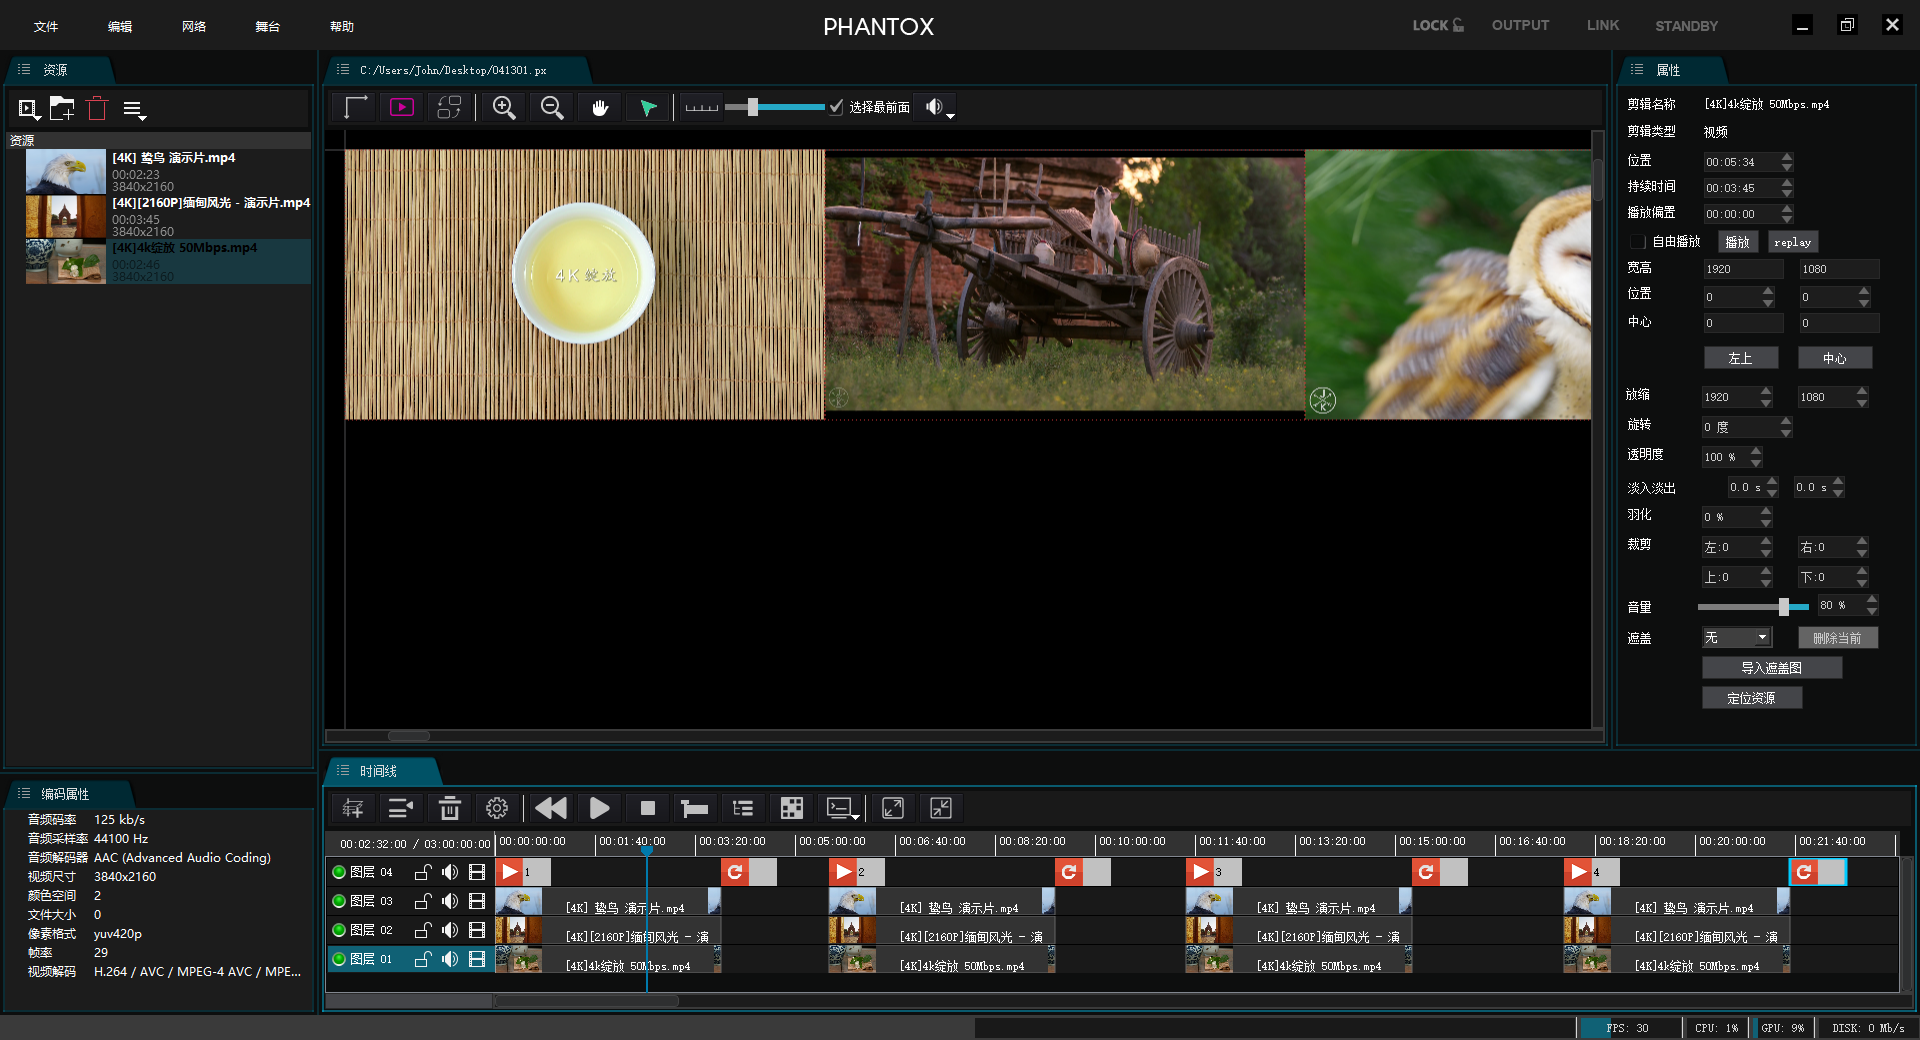 文件 编辑 网络 舞台 帮助 PHANTOX LOCK OUTPUT LINK STANDBY
资源
资源
[4K] 鸷鸟 演示片.mp4
00:02:23
3840x2160
[4K][2160P]缅甸风光 - 演示片.mp4
00:03:45
3840x2160
[4K]4k绽放 50Mbps.mp4
00:02:46
3840x2160
编码属性
音频码率 125 kb/s
音频采样率 44100 Hz
音频解码器 AAC (Advanced Audio Coding)
视频尺寸 3840x2160
颜色空间 2
文件大小 0
像素格式 yuv420p
帧率 29
视频解码 H.264 / AVC / MPEG-4 AVC / MPE...
C:/Users/John/Desktop/041301.px
选择最前面
4K 绽放
属性
剪辑名称 [4K]4k绽放 50Mbps.mp4
剪辑类型 视频
位置 00:05:34
持续时间 00:03:45
播放偏置 00:00:00
自由播放 播放 replay
宽高 1920 1080
位置 0 0
中心 0 0
左上 中心
放缩 1920 1080
旋转 0 度
透明度 100 %
淡入淡出 0.0 s 0.0 s
羽化 0 %
裁剪 左:0 右:0
上:0 下:0
音量 80 %
遮盖 无 删除当前
导入遮盖图
定位资源
时间线
00:02:32:00 / 03:00:00:00 00:00:00:00 00:01:40:00 00:03:20:00 00:05:00:00 00:06:40:00 00:08:20:00 00:10:00:00 00:11:40:00 00:13:20:00 00:15:00:00 00:16:40:00 00:18:20:00 00:20:00:00 00:21:40:00
图层 04 1 2 3 4
图层 03 [4K] 鸷鸟 演示片.mp4 [4K] 鸷鸟 演示片.mp4 [4K] 鸷鸟 演示片.mp4 [4K] 鸷鸟 演示片.mp4
图层 02 [4K][2160P]缅甸风光 - 演 [4K][2160P]缅甸风光 - 演 [4K][2160P]缅甸风光 - 演 [4K][2160P]缅甸风光 - 演
图层 01 [4K]4k绽放 50Mbps.mp4 [4K]4k绽放 50Mbps.mp4 [4K]4k绽放 50Mbps.mp4 [4K]4k绽放 50Mbps.mp4
FPS: 30 CPU: 1% GPU: 9% DISK: 0 Mb/s